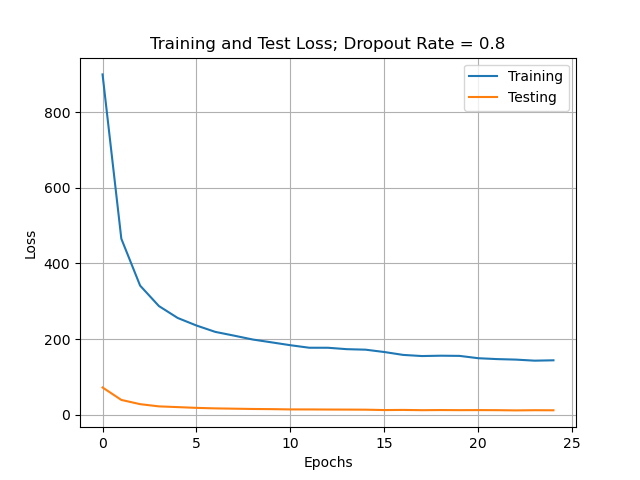 Training and Test Loss; Dropout Rate = 0.8
Training
Testing
800
600
400
200
0
Loss
0 5 10 15 20 25
Epochs